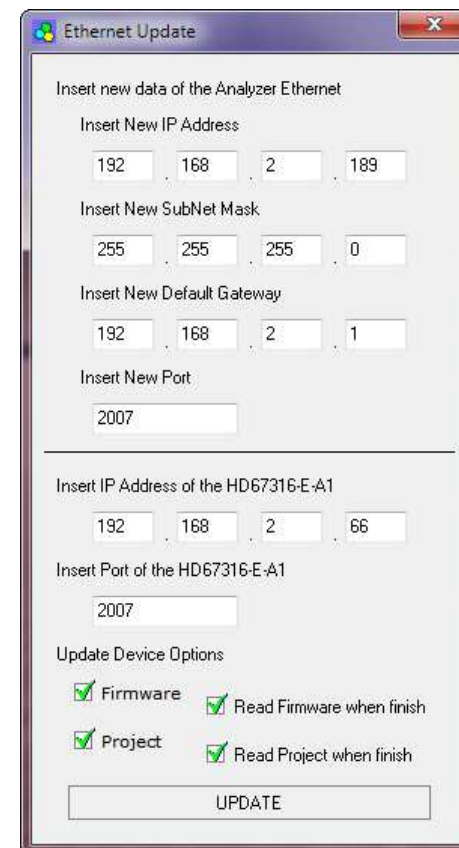 Ethernet Update
Insert new data of the Analyzer Ethernet
Insert New IP Address
192 . 168 . 2 . 189
Insert New SubNet Mask
255 . 255 . 255 . 0
Insert New Default Gateway
192 . 168 . 2 . 1
Insert New Port
2007
Insert IP Address of the HD67316-E-A1
192 . 168 . 2 . 66
Insert Port of the HD67316-E-A1
2007
Update Device Options
Firmware Read Firmware when finish
Project Read Project when finish
UPDATE